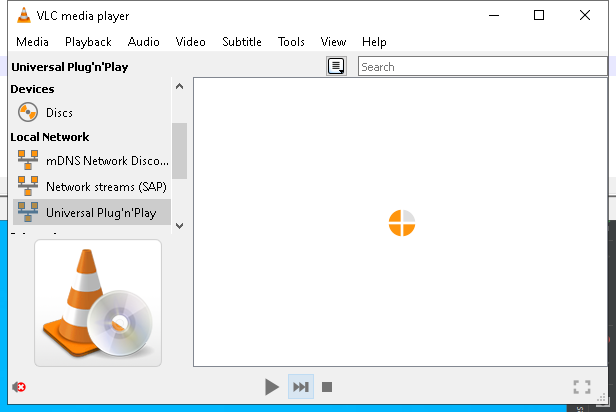 VLC media player
Media Playback Audio Video Subtitle Tools View Help
Universal Plug'n'Play
Search
Devices
Discs
Local Network
mDNS Network Disco...
Network streams (SAP)
Universal Plug'n'Play